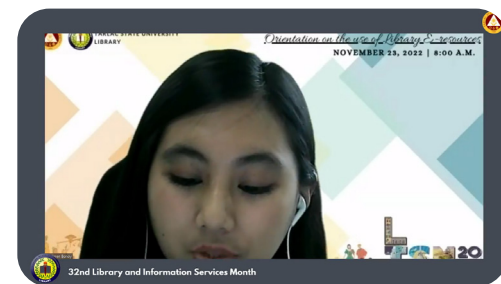 TARLAC STATE UNIVERSITY
LIBRARY
Orientation on the use of Library E-resources
NOVEMBER 23, 2022 | 8:00 A.M.
32nd Library and Information Services Month